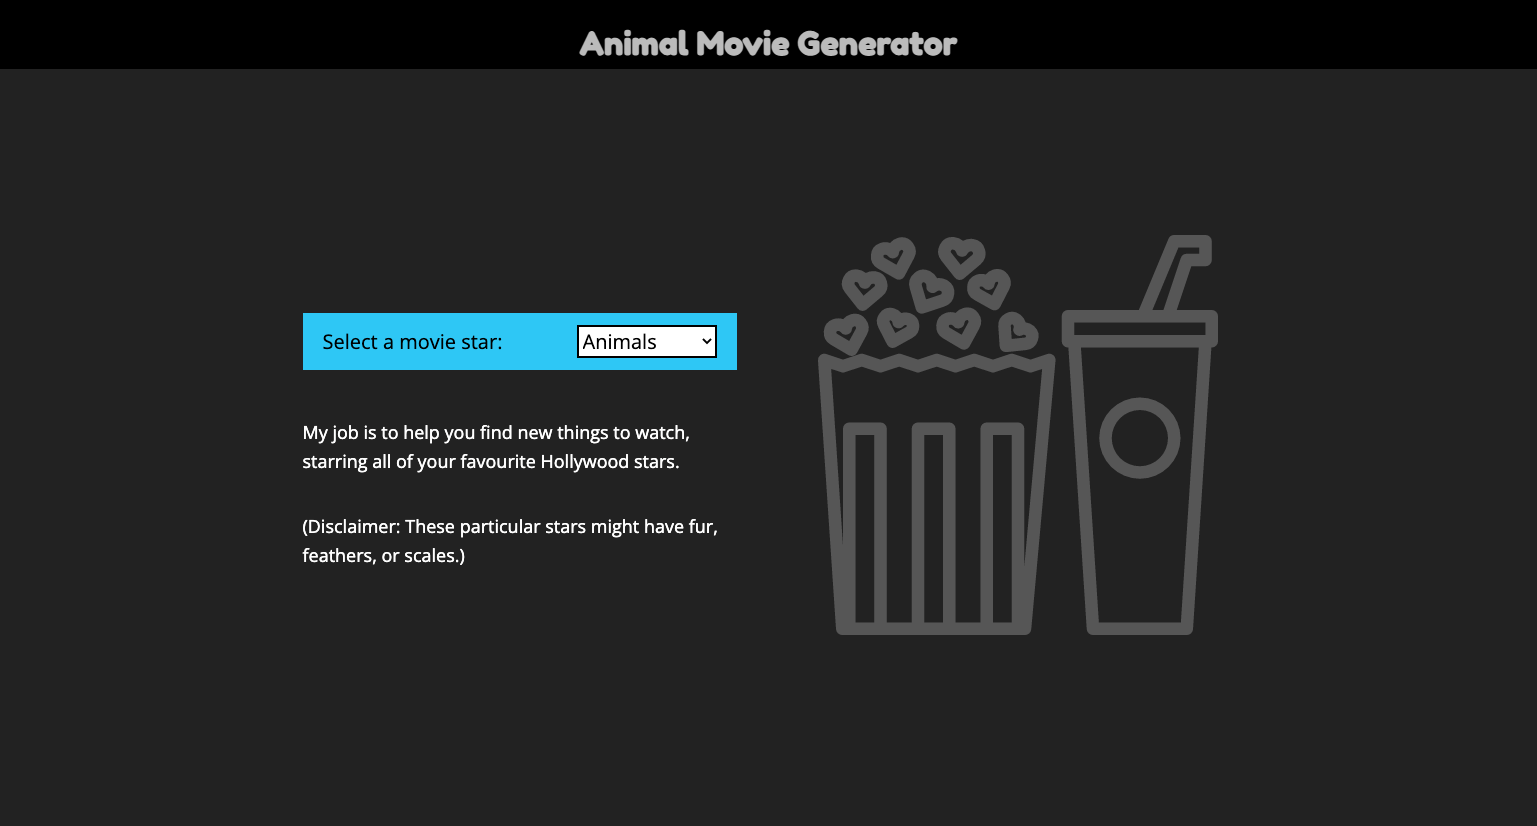 Animal Movie Generator
Select a movie star:
Animals
My job is to help you find new things to watch,
starring all of your favourite Hollywood stars.
(Disclaimer: These particular stars might have fur,
feathers, or scales.)